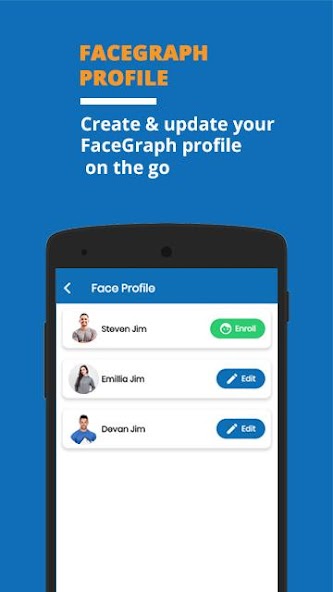 FACEGRAPH
PROFILE
Create & update your
FaceGraph profile
on the go
Face Profile
Steven Jim
Enroll
Emillia Jim
Edit
Devan Jim
Edit